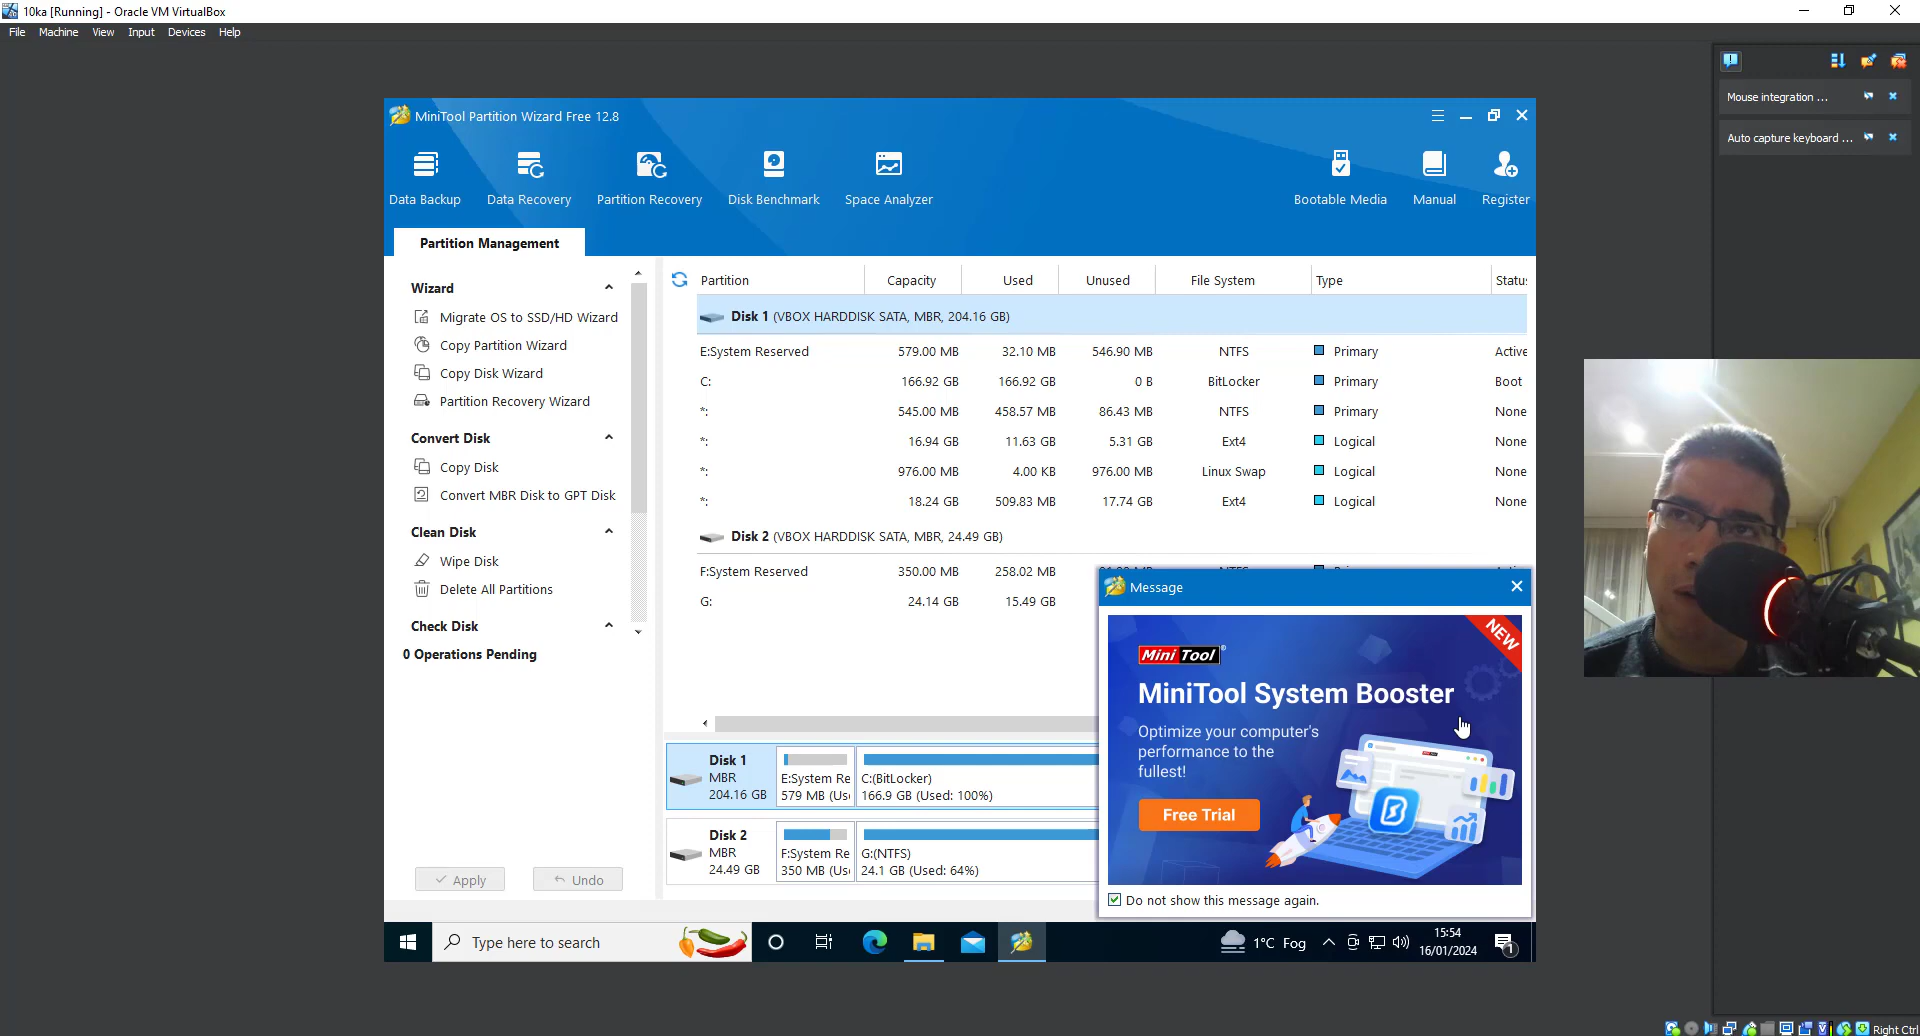 10ka [Running] - Oracle VM VirtualBox
File Machine View Input Devices Help
Mouse integration ...
Auto capture keyboard ...
MiniTool Partition Wizard Free 12.8
Data Backup Data Recovery Partition Recovery Disk Benchmark Space Analyzer Bootable Media Manual Register
Partition Management
Wizard
Migrate OS to SSD/HD Wizard
Copy Partition Wizard
Copy Disk Wizard
Partition Recovery Wizard
Convert Disk
Copy Disk
Convert MBR Disk to GPT Disk
Clean Disk
Wipe Disk
Delete All Partitions
Check Disk
0 Operations Pending
Apply Undo
Partition Capacity Used Unused File System Type Status
Disk 1 (VBOX HARDDISK SATA, MBR, 204.16 GB)
E:System Reserved 579.00 MB 32.10 MB 546.90 MB NTFS Primary Active
C: 166.92 GB 166.92 GB 0 B BitLocker Primary Boot
*: 545.00 MB 458.57 MB 86.43 MB NTFS Primary None
*: 16.94 GB 11.63 GB 5.31 GB Ext4 Logical None
*: 976.00 MB 4.00 KB 976.00 MB Linux Swap Logical None
*: 18.24 GB 509.83 MB 17.74 GB Ext4 Logical None
Disk 2 (VBOX HARDDISK SATA, MBR, 24.49 GB)
F:System Reserved 350.00 MB 258.02 MB
G: 24.14 GB 15.49 GB
Disk 1
MBR
204.16 GB
E:System Re
579 MB (Us
C:(BitLocker)
166.9 GB (Used: 100%)
Disk 2
MBR
24.49 GB
F:System Re
350 MB (Us
G:(NTFS)
24.1 GB (Used: 64%)
Message
NEW
Mini Tool®
MiniTool System Booster
Optimize your computer's
performance to the
fullest!
Free Trial
Do not show this message again.
Type here to search
1°C Fog
15:54
16/01/2024
1
Right Ctrl